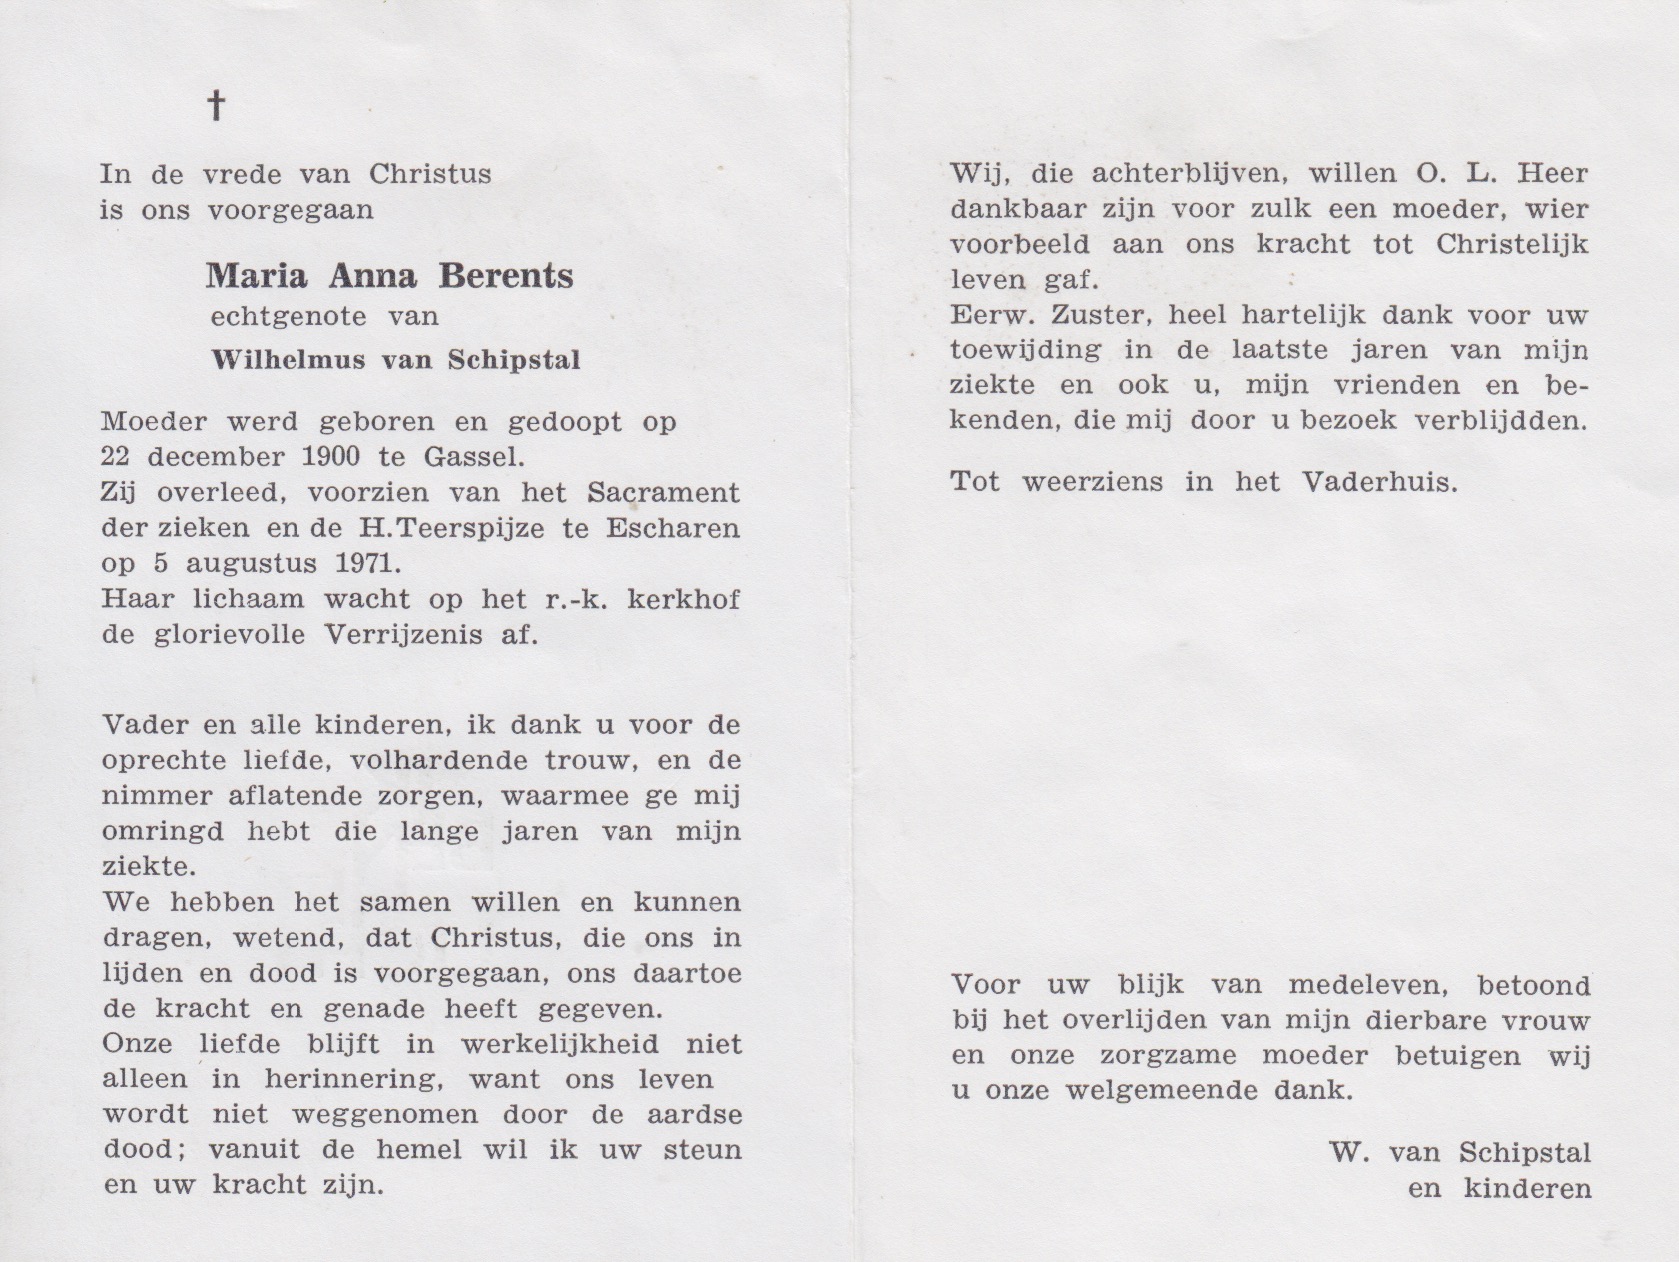 †
In de vrede van Christus
is ons voorgegaan
Maria Anna Berents
echtgenote van
Wilhelmus van Schipstal
Moeder werd geboren en gedoopt op
22 december 1900 te Gassel.
Zij overleed, voorzien van het Sacrament
der zieken en de H.Teerspijze te Escharen
op 5 augustus 1971.
Haar lichaam wacht op het r.-k. kerkhof
de glorievolle Verrijzenis af.
Vader en alle kinderen, ik dank u voor de
oprechte liefde, volhardende trouw, en de
nimmer aflatende zorgen, waarmee ge mij
omringd hebt die lange jaren van mijn
ziekte.
We hebben het samen willen en kunnen
dragen, wetend, dat Christus, die ons in
lijden en dood is voorgegaan, ons daartoe
de kracht en genade heeft gegeven.
Onze liefde blijft in werkelijkheid niet
alleen in herinnering, want ons leven
wordt niet weggenomen door de aardse
dood; vanuit de hemel wil ik uw steun
en uw kracht zijn.
Wij, die achterblijven, willen O. L. Heer
dankbaar zijn voor zulk een moeder, wier
voorbeeld aan ons kracht tot Christelijk
leven gaf.
Eerw. Zuster, heel hartelijk dank voor uw
toewijding in de laatste jaren van mijn
ziekte en ook u, mijn vrienden en be-
kenden, die mij door u bezoek verblijdden.
Tot weerziens in het Vaderhuis.
Voor uw blijk van medeleven, betoond
bij het overlijden van mijn dierbare vrouw
en onze zorgzame moeder betuigen wij
u onze welgemeende dank.
W. van Schipstal
en kinderen